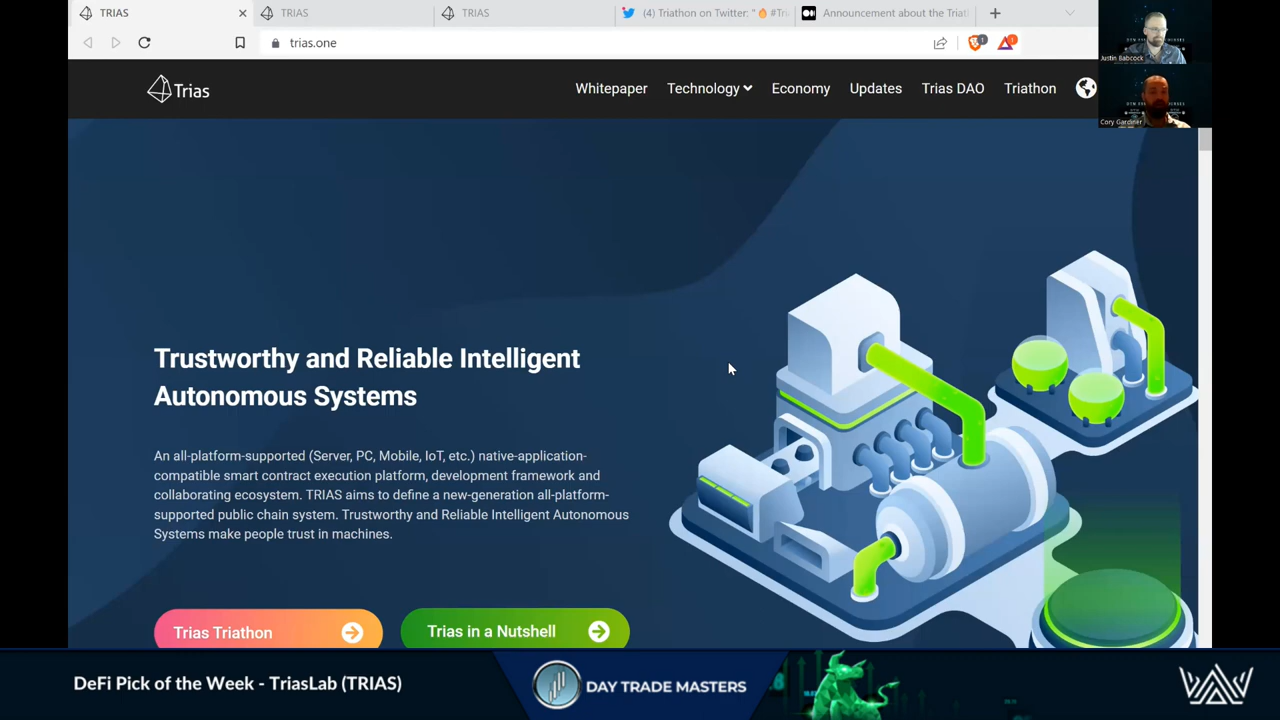 TRIAS
TRIAS
TRIAS
(4) Triathon on Twitter: "🔥 #Tri
Announcement about the Triat
trias.one
1
1
Justin Babcock
Cory Gardner
Trias
Whitepaper
Technology
Economy
Updates
Trias DAO
Triathon
Trustworthy and Reliable Intelligent
Autonomous Systems
An all-platform-supported (Server, PC, Mobile, IoT, etc.) native-application-
compatible smart contract execution platform, development framework and
collaborating ecosystem. TRIAS aims to define a new-generation all-platform-
supported public chain system. Trustworthy and Reliable Intelligent Autonomous
Systems make people trust in machines.
Trias Triathon
Trias in a Nutshell
DeFi Pick of the Week - TriasLab (TRIAS)
DAY TRADE MASTERS